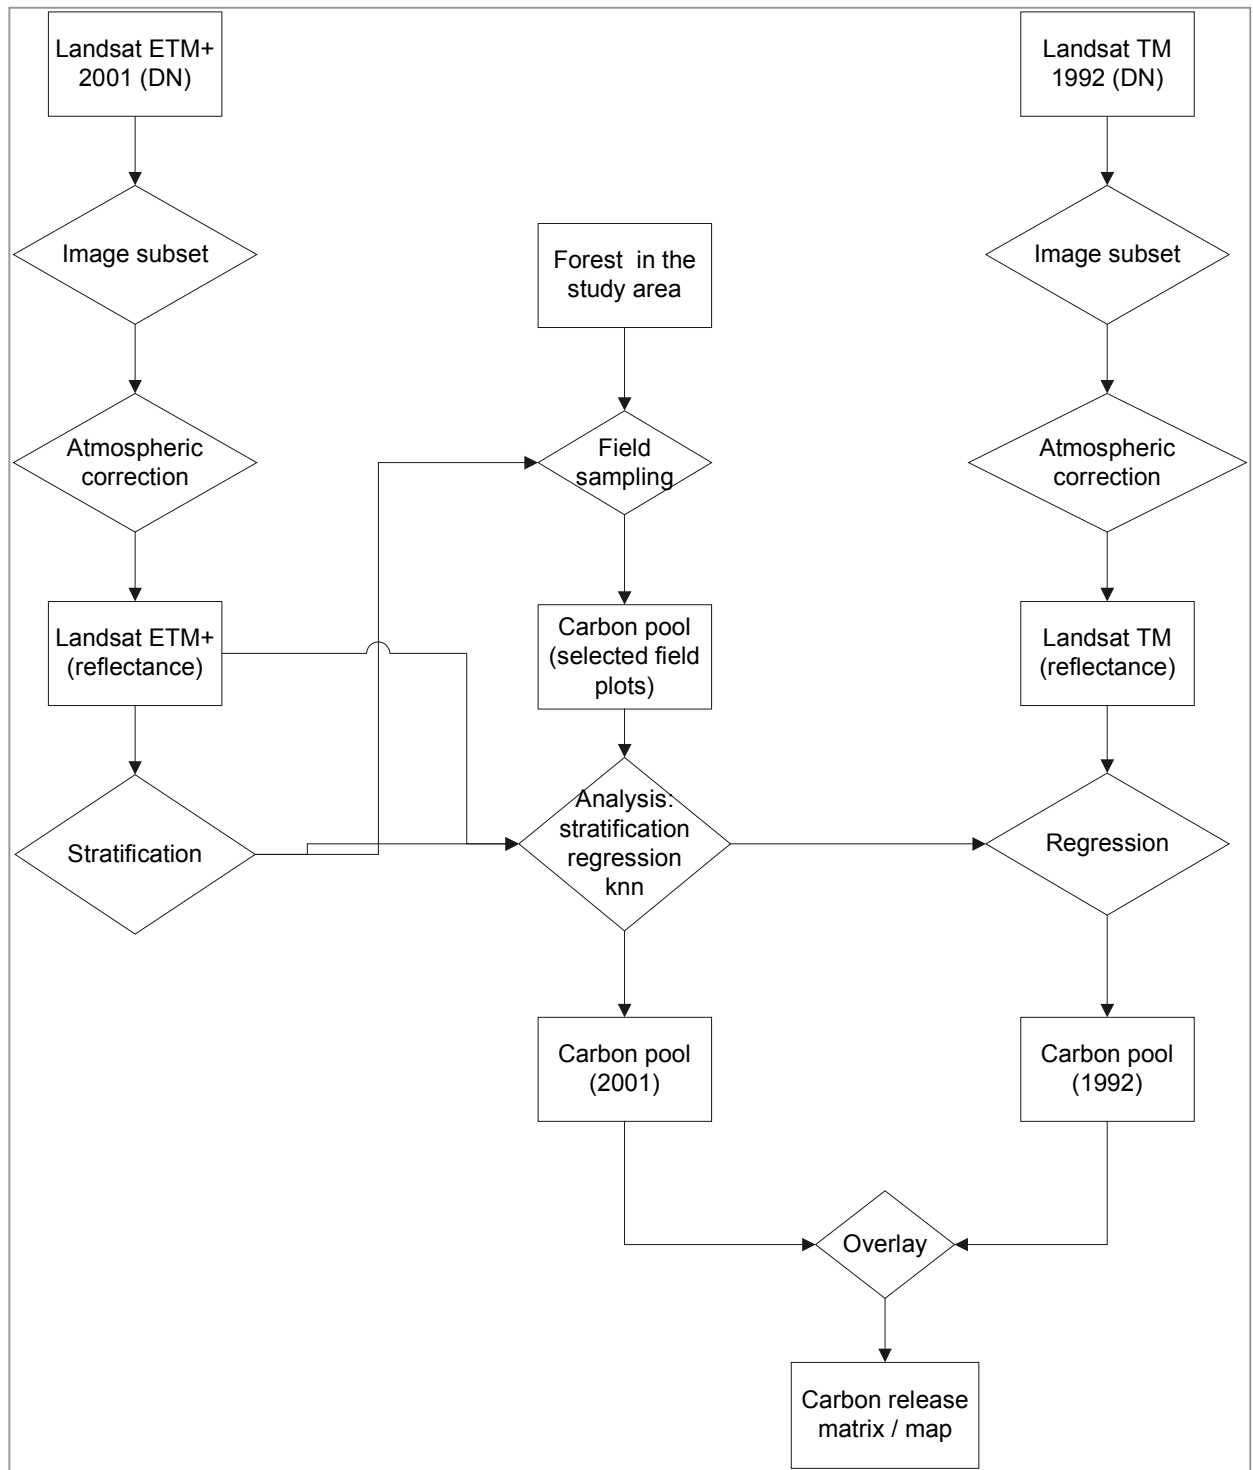 Landsat ETM+
2001 (DN)
Landsat TM
1992 (DN)
Image subset
Forest in the
study area
Image subset
Atmospheric
correction
Field
sampling
Atmospheric
correction
Landsat ETM+
(reflectance)
Carbon pool
(selected field
plots)
Landsat TM
(reflectance)
Stratification
Analysis:
stratification
regression
knn
Regression
Carbon pool
(2001)
Carbon pool
(1992)
Overlay
Carbon release
matrix / map